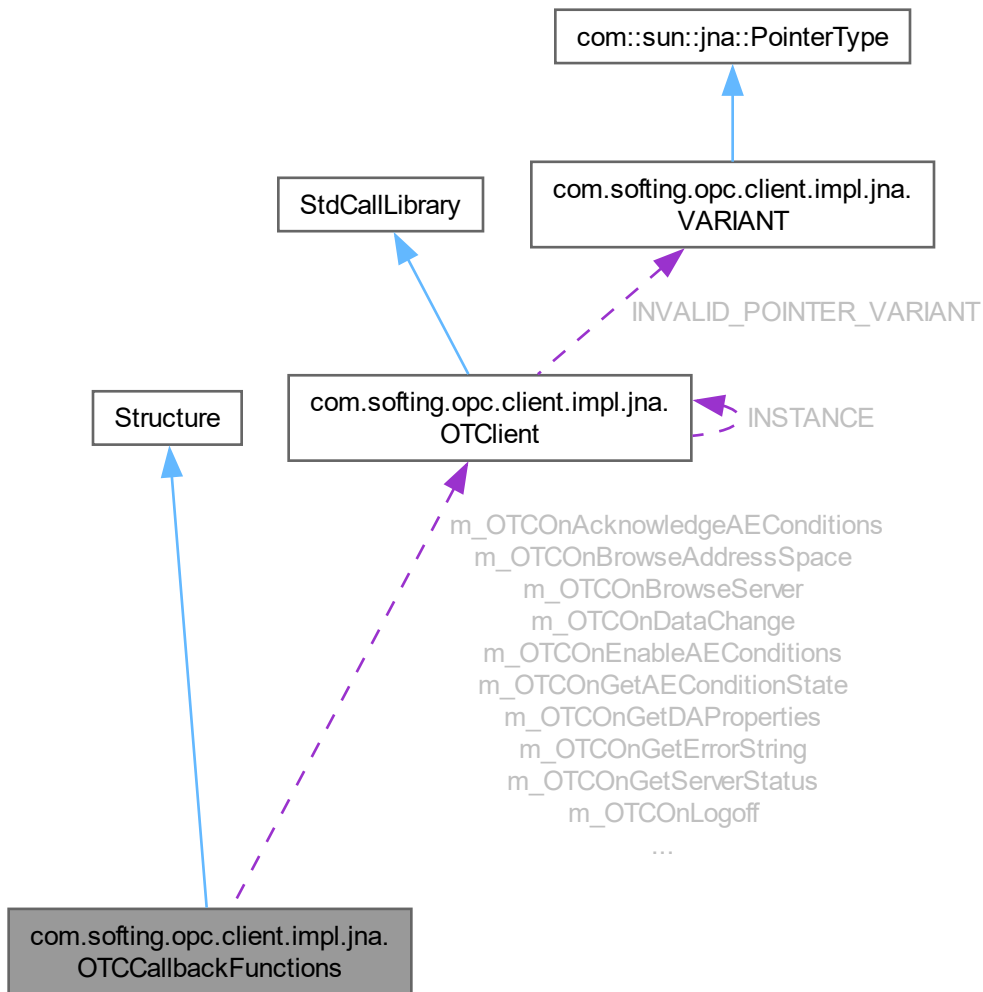 com::sun::jna::PointerType
com.softing.opc.client.impl.jna.
VARIANT
StdCallLibrary
INVALID_POINTER_VARIANT
com.softing.opc.client.impl.jna.
OTClient
INSTANCE
Structure
m_OTCOnAcknowledgeAEConditions
m_OTCOnBrowseAddressSpace
m_OTCOnBrowseServer
m_OTCOnDataChange
m_OTCOnEnableAEConditions
m_OTCOnGetAEConditionState
m_OTCOnGetDAProperties
m_OTCOnGetErrorString
m_OTCOnGetServerStatus
m_OTCOnLogoff
...
com.softing.opc.client.impl.jna.
OTCCallbackFunctions